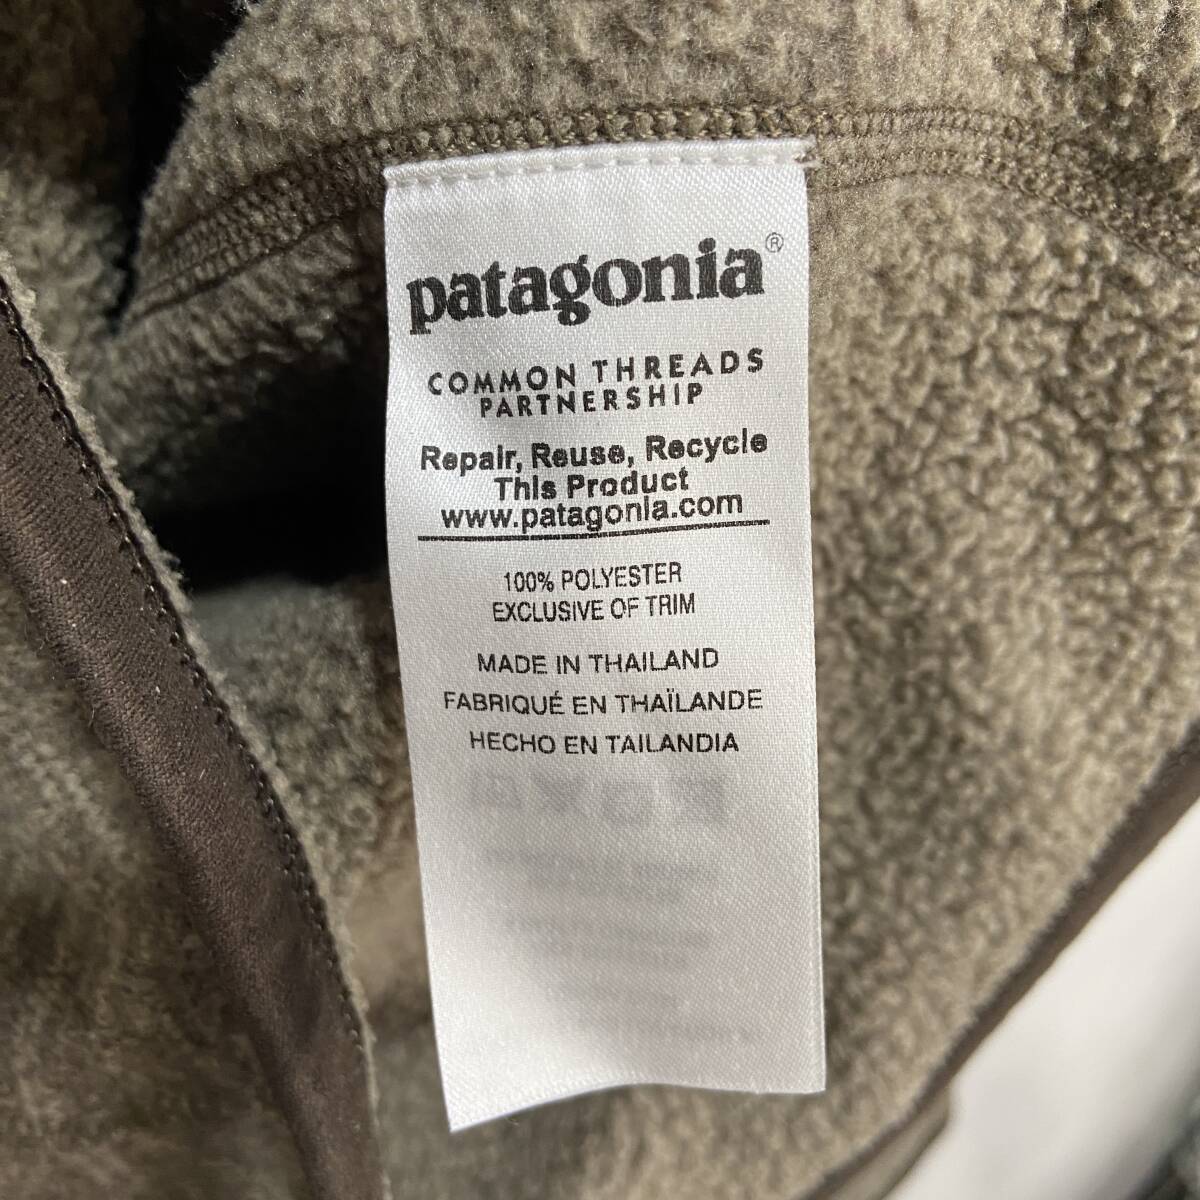 patagonia®
COMMON THREADS
PARTNERSHIP
Repair, Reuse, Recycle
This Product
www.patagonia.com
100% POLYESTER
EXCLUSIVE OF TRIM
MADE IN THAILAND
FABRIQUÉ EN THAÏLANDE
HECHO EN TAILANDIA